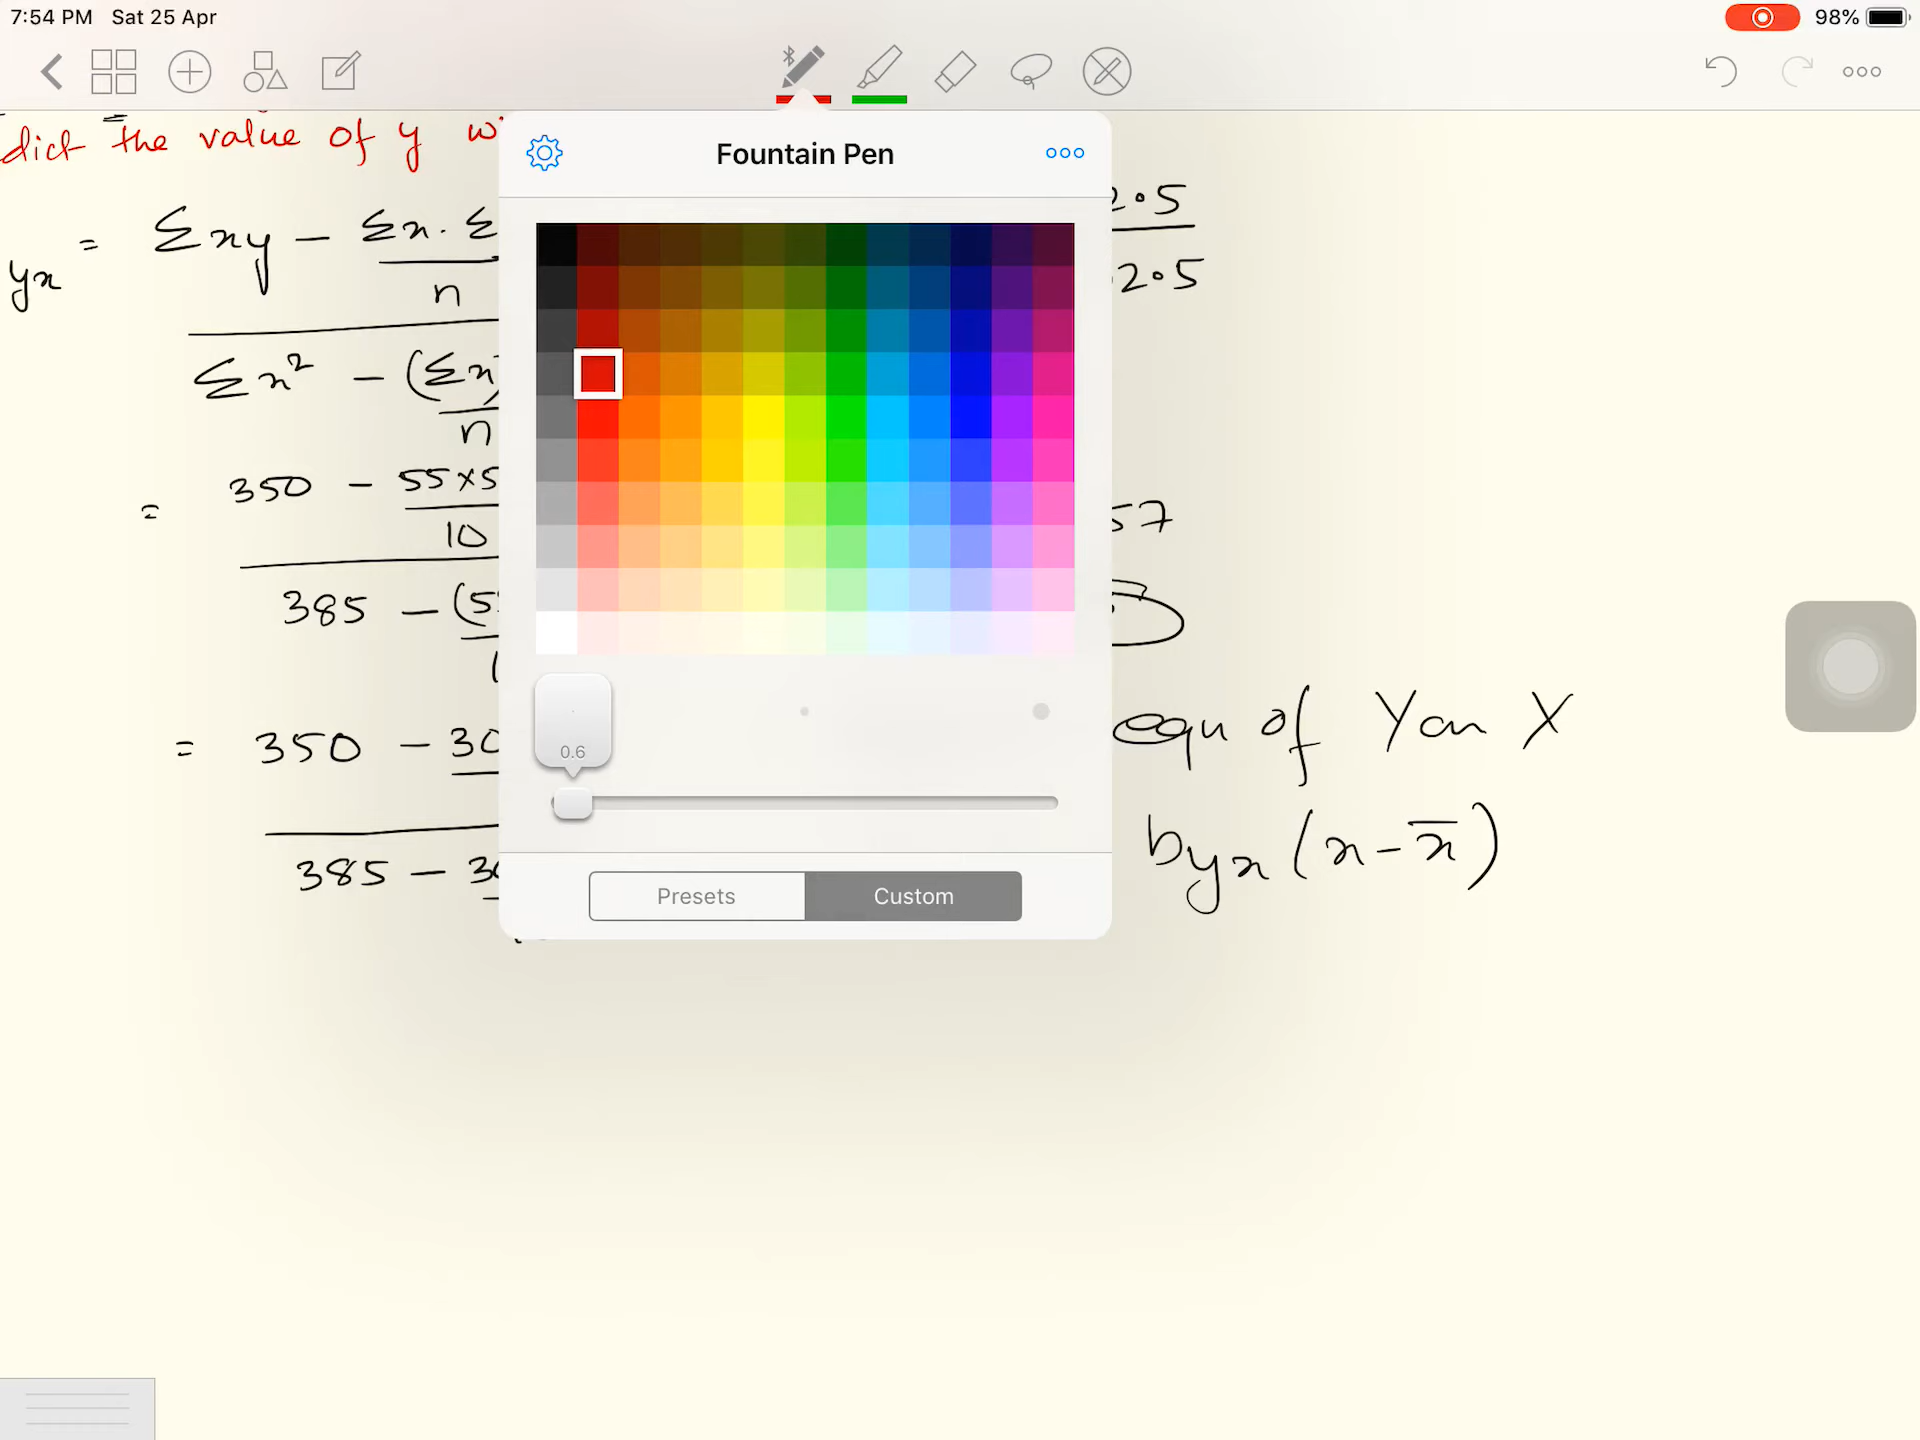 7:54 PM Sat 25 Apr 98%
dict the value of y
Fountain Pen
yx = Σxy - Σx. Σ
n
2.5
2.5
Σx² - (Σx)
n
350 - 55×5
=
10
57
385 - (5
0.6
= 350 - 30
equ of Y on X
385 - 30
byx (x - x̄)
Presets Custom